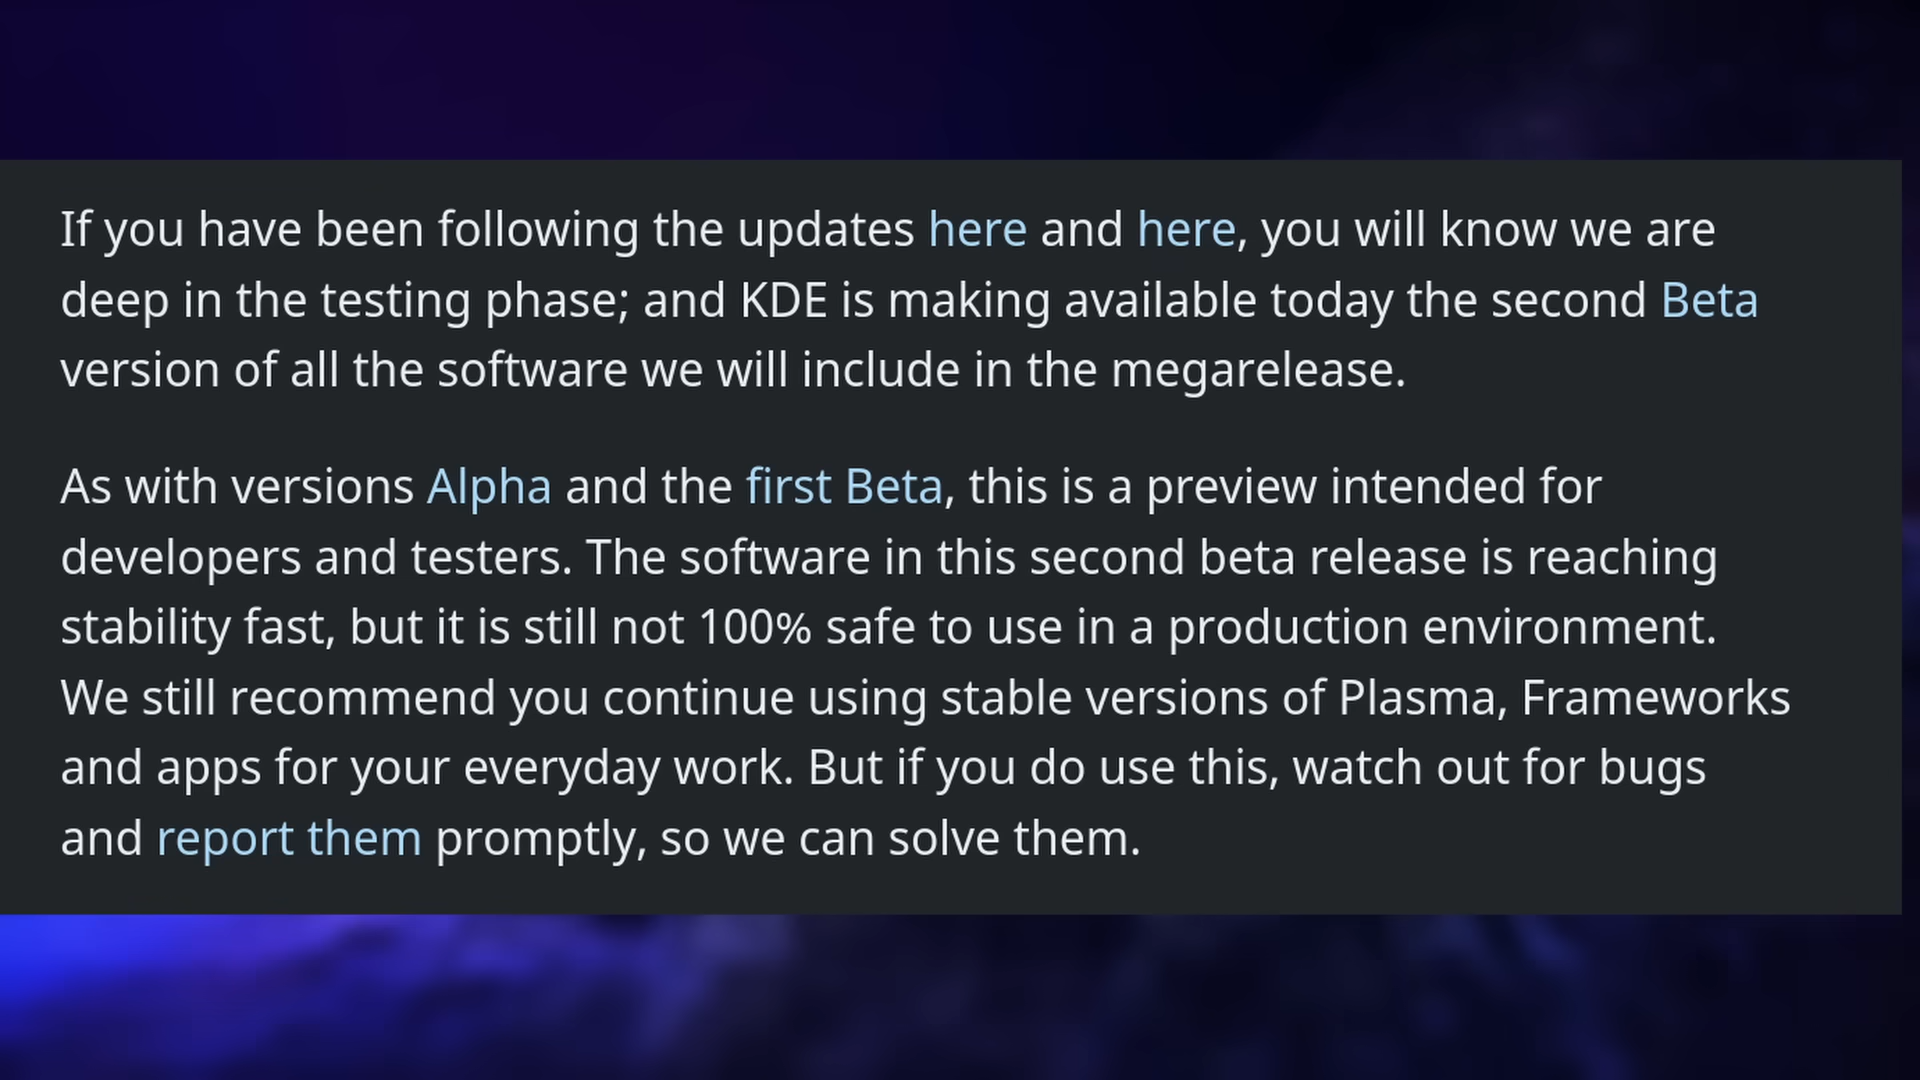 If you have been following the updates here and here, you will know we are
deep in the testing phase; and KDE is making available today the second Beta
version of all the software we will include in the megarelease.
As with versions Alpha and the first Beta, this is a preview intended for
developers and testers. The software in this second beta release is reaching
stability fast, but it is still not 100% safe to use in a production environment.
We still recommend you continue using stable versions of Plasma, Frameworks
and apps for your everyday work. But if you do use this, watch out for bugs
and report them promptly, so we can solve them.